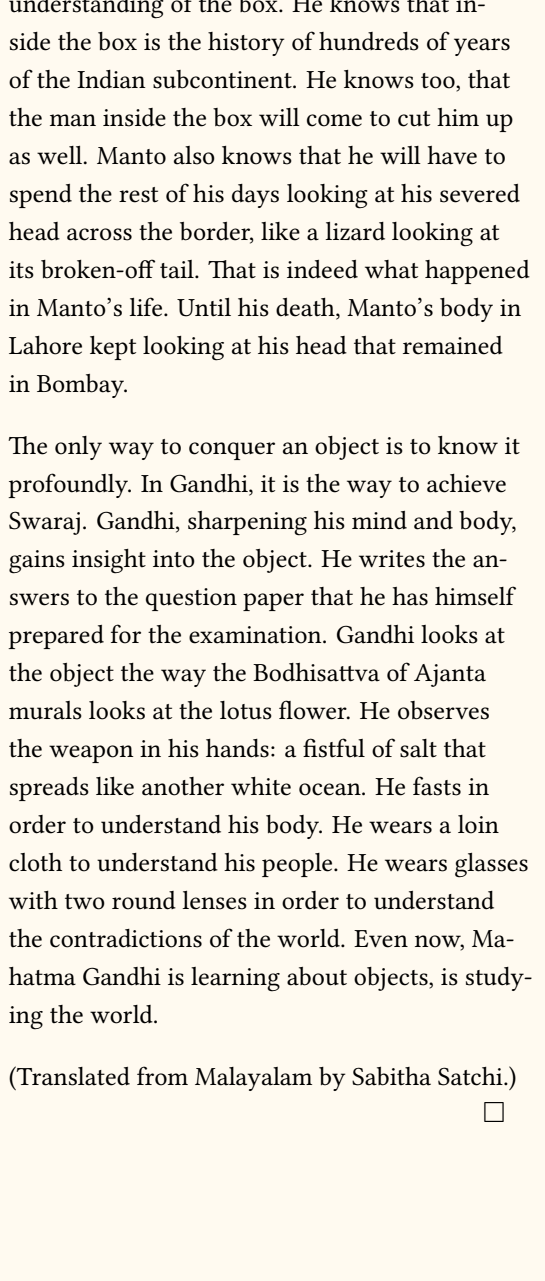 understanding of the box. He knows that in-
side the box is the history of hundreds of years
of the Indian subcontinent. He knows too, that
the man inside the box will come to cut him up
as well. Manto also knows that he will have to
spend the rest of his days looking at his severed
head across the border, like a lizard looking at
its broken-off tail. That is indeed what happened
in Manto’s life. Until his death, Manto’s body in
Lahore kept looking at his head that remained
in Bombay.
The only way to conquer an object is to know it
profoundly. In Gandhi, it is the way to achieve
Swaraj. Gandhi, sharpening his mind and body,
gains insight into the object. He writes the an-
swers to the question paper that he has himself
prepared for the examination. Gandhi looks at
the object the way the Bodhisattva of Ajanta
murals looks at the lotus flower. He observes
the weapon in his hands: a fistful of salt that
spreads like another white ocean. He fasts in
order to understand his body. He wears a loin
cloth to understand his people. He wears glasses
with two round lenses in order to understand
the contradictions of the world. Even now, Ma-
hatma Gandhi is learning about objects, is study-
ing the world.
(Translated from Malayalam by Sabitha Satchi.)